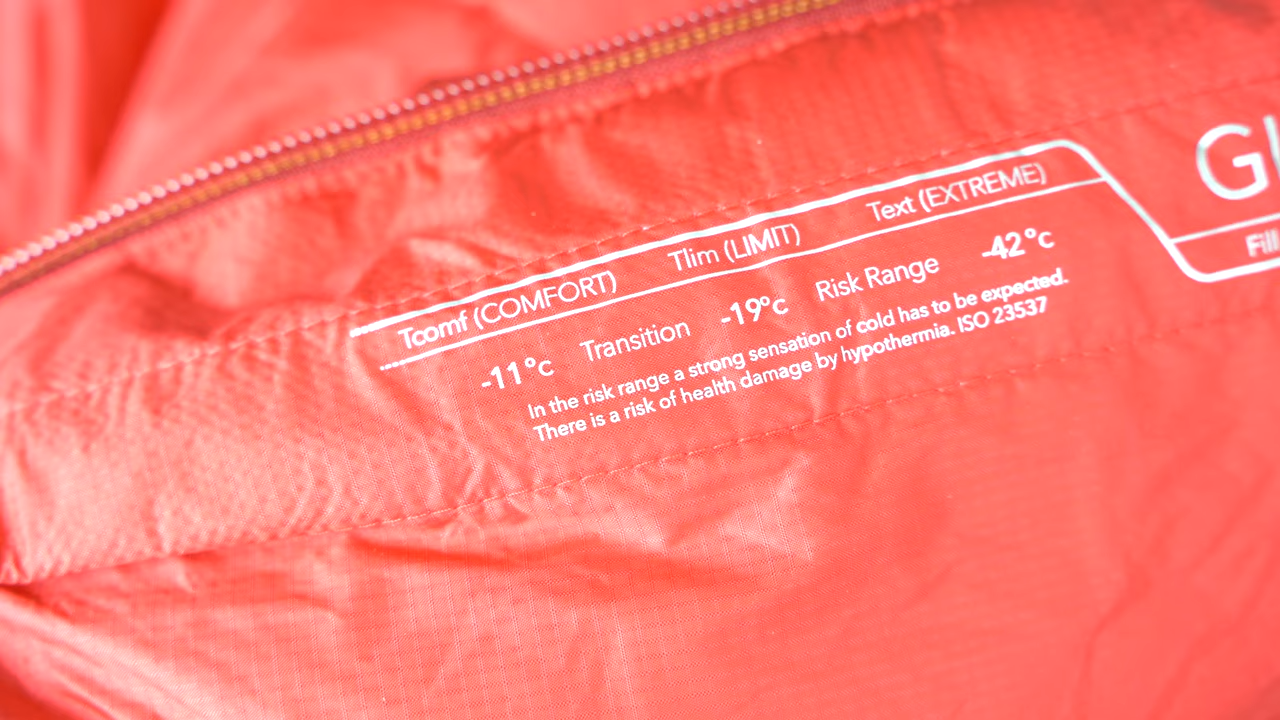 Tcomf (COMFORT) Tlim (LIMIT) Text (EXTREME)
-11°C Transition -19°C Risk Range -42°C
In the risk range a strong sensation of cold has to be expected.
There is a risk of health damage by hypothermia. ISO 23537
Fill